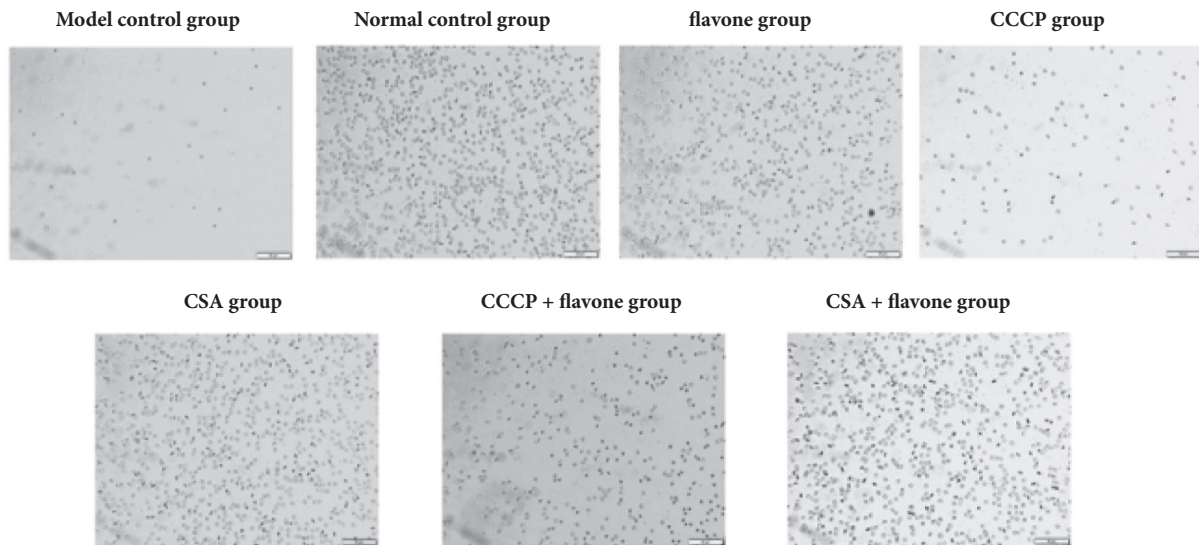 Model control group
Normal control group
flavone group
CCCP group
CSA group
CCCP + flavone group
CSA + flavone group